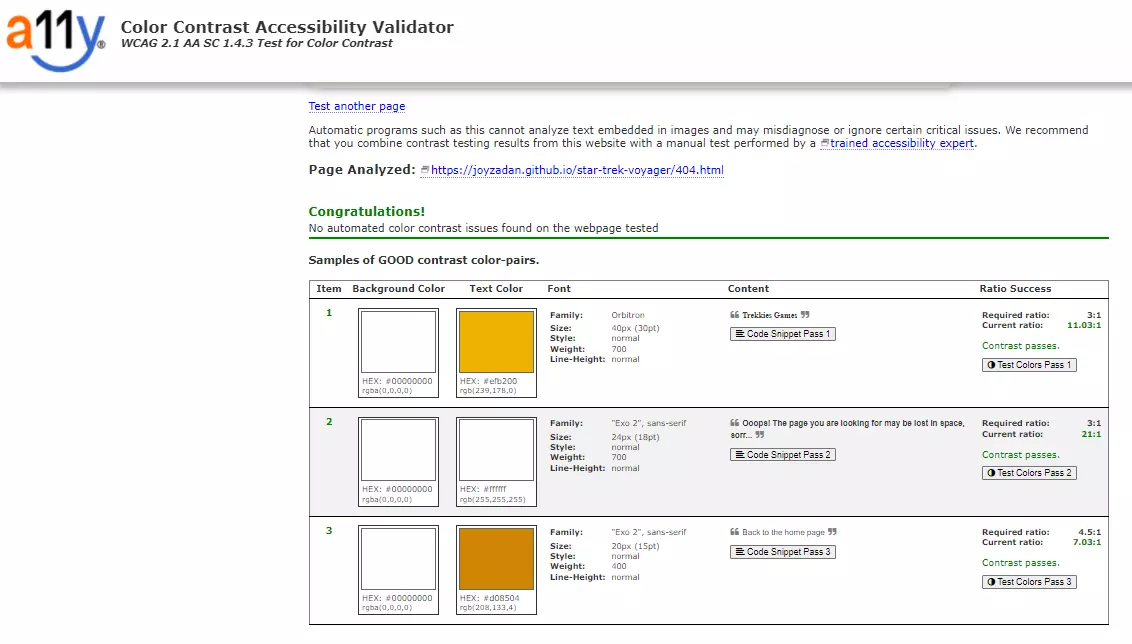 a11y®
Color Contrast Accessibility Validator
WCAG 2.1 AA SC 1.4.3 Test for Color Contrast
Test another page
Automatic programs such as this cannot analyze text embedded in images and may misdiagnose or ignore certain critical issues. We recommend
that you combine contrast testing results from this website with a manual test performed by a trained accessibility expert.
Page Analyzed: https://joyzadan.github.io/star-trek-voyager/404.html
Congratulations!
No automated color contrast issues found on the webpage tested
Samples of GOOD contrast color-pairs.
Item Background Color Text Color Font Content Ratio Success
1
HEX: #00000000
rgba(0,0,0,0)
HEX: #efb200
rgb(239,178,0)
Family: Orbitron
Size: 40px (30pt)
Style: normal
Weight: 700
Line-Height: normal
❝ Trekkies Games ❞
Code Snippet Pass 1
Required ratio: 3:1
Current ratio: 11.03:1
Contrast passes.
Test Colors Pass 1
2
HEX: #00000000
rgba(0,0,0,0)
HEX: #ffffff
rgb(255,255,255)
Family: "Exo 2", sans-serif
Size: 24px (18pt)
Style: normal
Weight: 700
Line-Height: normal
❝ Ooops! The page you are looking for may be lost in space,
sorr... ❞
Code Snippet Pass 2
Required ratio: 3:1
Current ratio: 21:1
Contrast passes.
Test Colors Pass 2
3
HEX: #00000000
rgba(0,0,0,0)
HEX: #d08504
rgb(208,133,4)
Family: "Exo 2", sans-serif
Size: 20px (15pt)
Style: normal
Weight: 400
Line-Height: normal
❝ Back to the home page ❞
Code Snippet Pass 3
Required ratio: 4.5:1
Current ratio: 7.03:1
Contrast passes.
Test Colors Pass 3